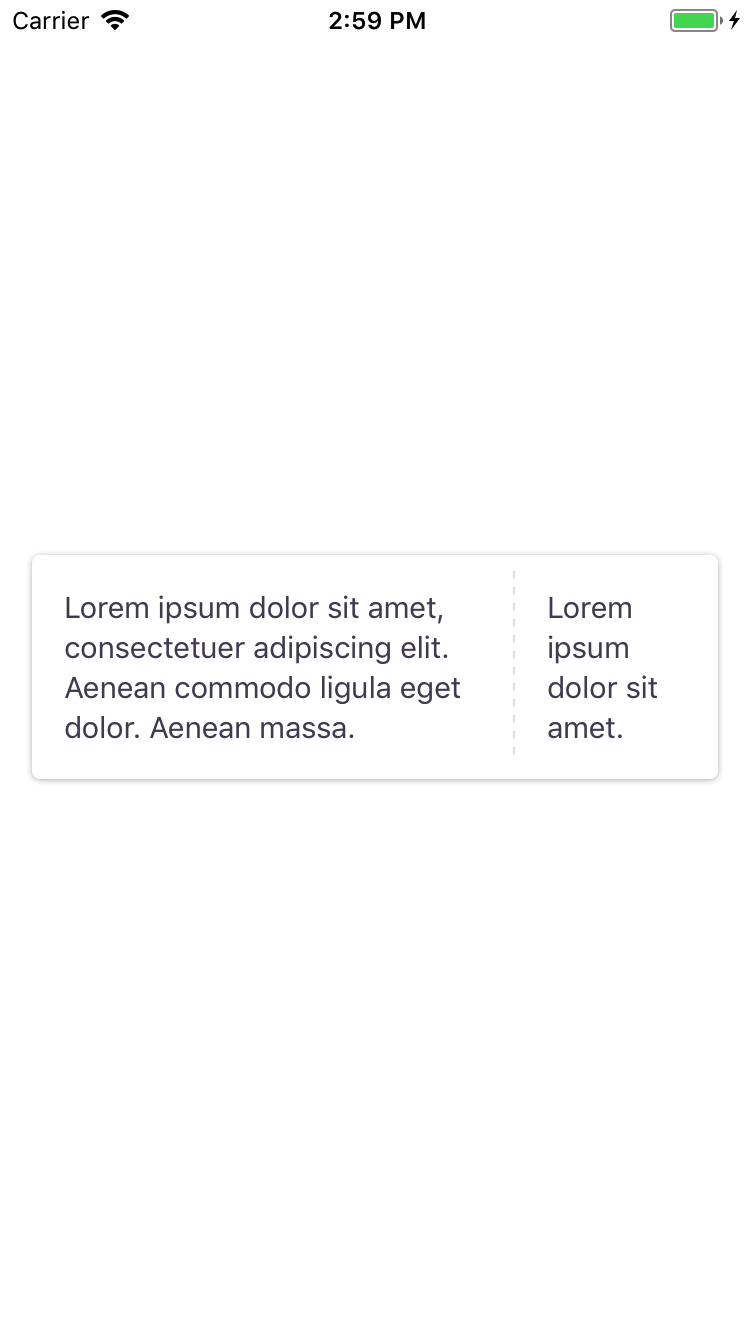 Carrier 2:59 PM
Lorem ipsum dolor sit amet,
consectetuer adipiscing elit.
Aenean commodo ligula eget
dolor. Aenean massa.
Lorem
ipsum
dolor sit
amet.